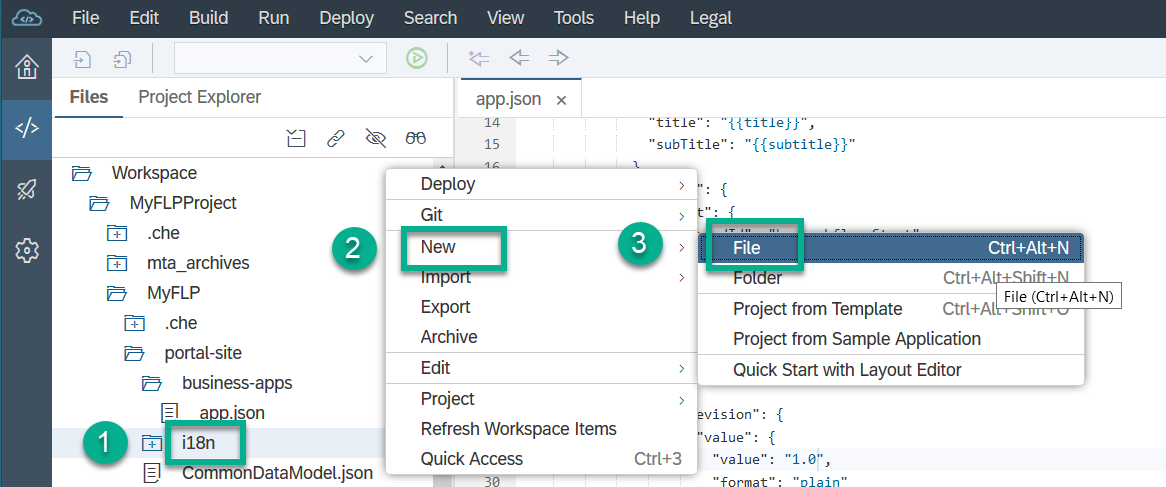 File Edit Build Run Deploy Search View Tools Help Legal
Files Project Explorer
app.json ×
Workspace
MyFLPProject
.che
mta_archives
MyFLP
.che
portal-site
business-apps
app.json
1
i18n
CommonDataModel.json
Deploy
Git
2
New
Import
Export
Archive
Edit
Project
Refresh Workspace Items
Quick Access Ctrl+3
3
File Ctrl+Alt+N
Folder Ctrl+Alt+Shift+N
File (Ctrl+Alt+N)
Project from Template Ctrl+Alt+Shift+O
Project from Sample Application
Quick Start with Layout Editor
14 "title": "{{title}}",
15 "subTitle": "{{subtitle}}"
16 }
": {
t": {
evision": {
"value": {
"value": "1.0",
30 "format": "plain"